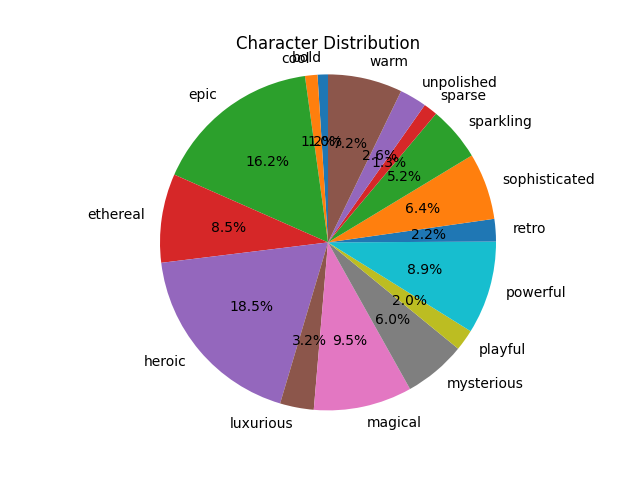 Character Distribution
bold
cool
epic
16.2%
ethereal
8.5%
heroic
18.5%
luxurious
3.2%
magical
9.5%
mysterious
6.0%
playful
2.0%
powerful
8.9%
retro
2.2%
sophisticated
6.4%
sparkling
5.2%
sparse
1.3%
unpolished
2.6%
warm
7.2%